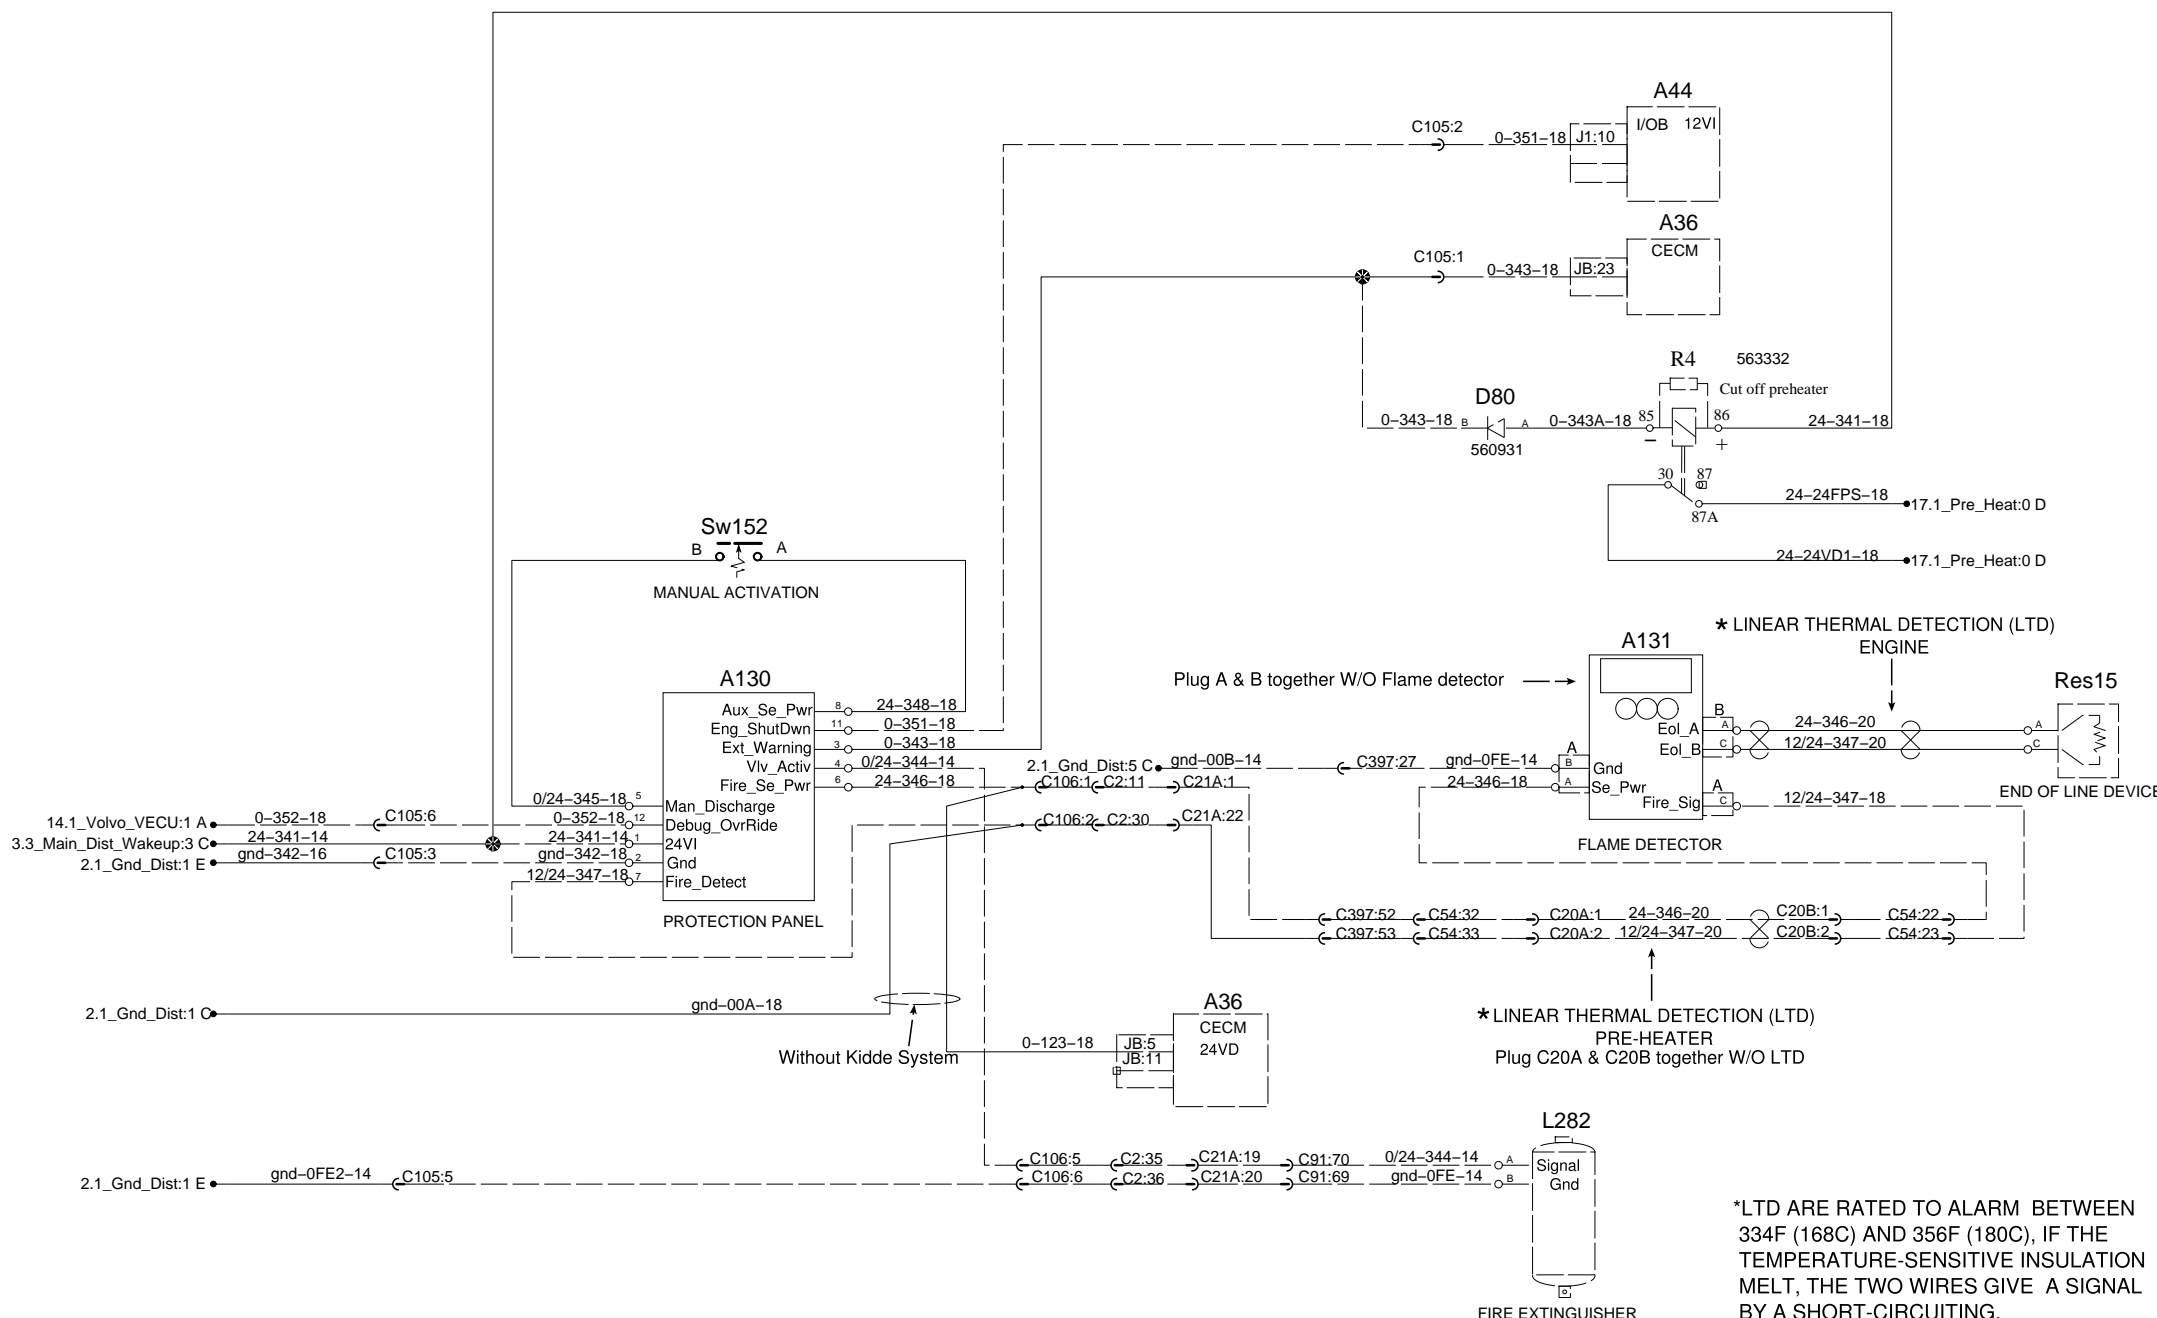 A44
I/OB 12VI
C105:2
0–351–18
J1:10
A36
CECM
C105:1
0–343–18
JB:23
R4
563332
Cut off preheater
D80
0–343–18
B
A
0–343A–18
85
86
24–341–18
–
+
560931
30
87
24–24FPS–18
17.1_Pre_Heat:0 D
87A
24–24VD1–18
17.1_Pre_Heat:0 D
Sw152
B
A
MANUAL ACTIVATION
* LINEAR THERMAL DETECTION (LTD)
ENGINE
A131
Plug A & B together W/O Flame detector
Res15
A130
Aux_Se_Pwr
8
24–348–18
Eng_ShutDwn
11
0–351–18
Ext_Warning
3
0–343–18
Vlv_Activ
4
0/24–344–14
Fire_Se_Pwr
6
24–346–18
B
Eol_A
A
24–346–20
A
Eol_B
C
12/24–347–20
C
2.1_Gnd_Dist:5 C
gnd–00B–14
C397:27
gnd–0FE–14
A
B
Gnd
C106:1
C2:11
C21A:1
24–346–18
A
Se_Pwr
A
Fire_Sig
C
12/24–347–18
END OF LINE DEVICE
0/24–345–18
5
Man_Discharge
14.1_Volvo_VECU:1 A
0–352–18
C105:6
0–352–18
12
Debug_OvrRide
C106:2
C2:30
C21A:22
3.3_Main_Dist_Wakeup:3 C
24–341–14
24–341–14
1
24VI
FLAME DETECTOR
2.1_Gnd_Dist:1 E
gnd–342–16
C105:3
gnd–342–18
2
Gnd
12/24–347–18
7
Fire_Detect
PROTECTION PANEL
C397:52
C54:32
C20A:1
24–346–20
C20B:1
C54:22
C397:53
C54:33
C20A:2
12/24–347–20
C20B:2
C54:23
2.1_Gnd_Dist:1 C
gnd–00A–18
Without Kidde System
A36
CECM
0–123–18
JB:5
24VD
JB:11
* LINEAR THERMAL DETECTION (LTD)
PRE-HEATER
Plug C20A & C20B together W/O LTD
L282
C106:5
C2:35
C21A:19
C91:70
0/24–344–14
A
Signal
2.1_Gnd_Dist:1 E
gnd–0FE2–14
C105:5
C106:6
C2:36
C21A:20
C91:69
gnd–0FE–14
B
Gnd
FIRE EXTINGUISHER
*LTD ARE RATED TO ALARM BETWEEN
334F (168C) AND 356F (180C), IF THE
TEMPERATURE-SENSITIVE INSULATION
MELT, THE TWO WIRES GIVE A SIGNAL
BY A SHORT-CIRCUITING.